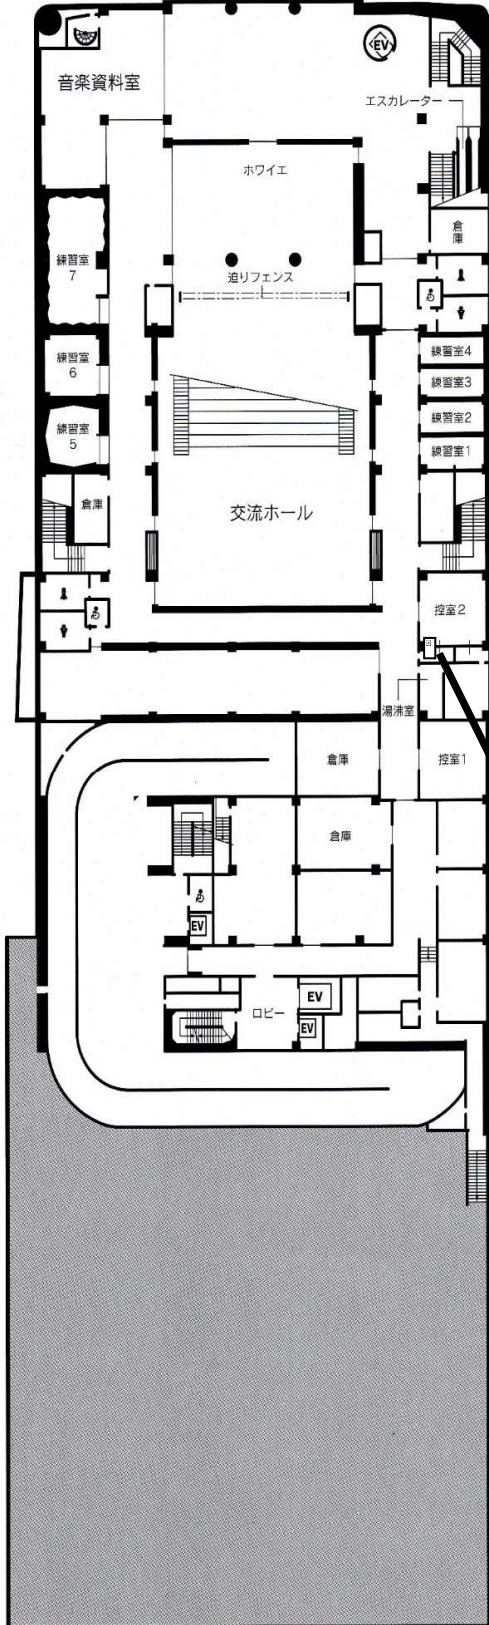 EV
音楽資料室
エスカレーター
ホワイエ
倉庫
練習室
7
迫りフェンス
練習室4
練習室
6
練習室3
練習室2
練習室
5
練習室1
倉庫
交流ホール
控室2
湯沸室
倉庫
控室1
倉庫
EV
EV
ロビー
EV